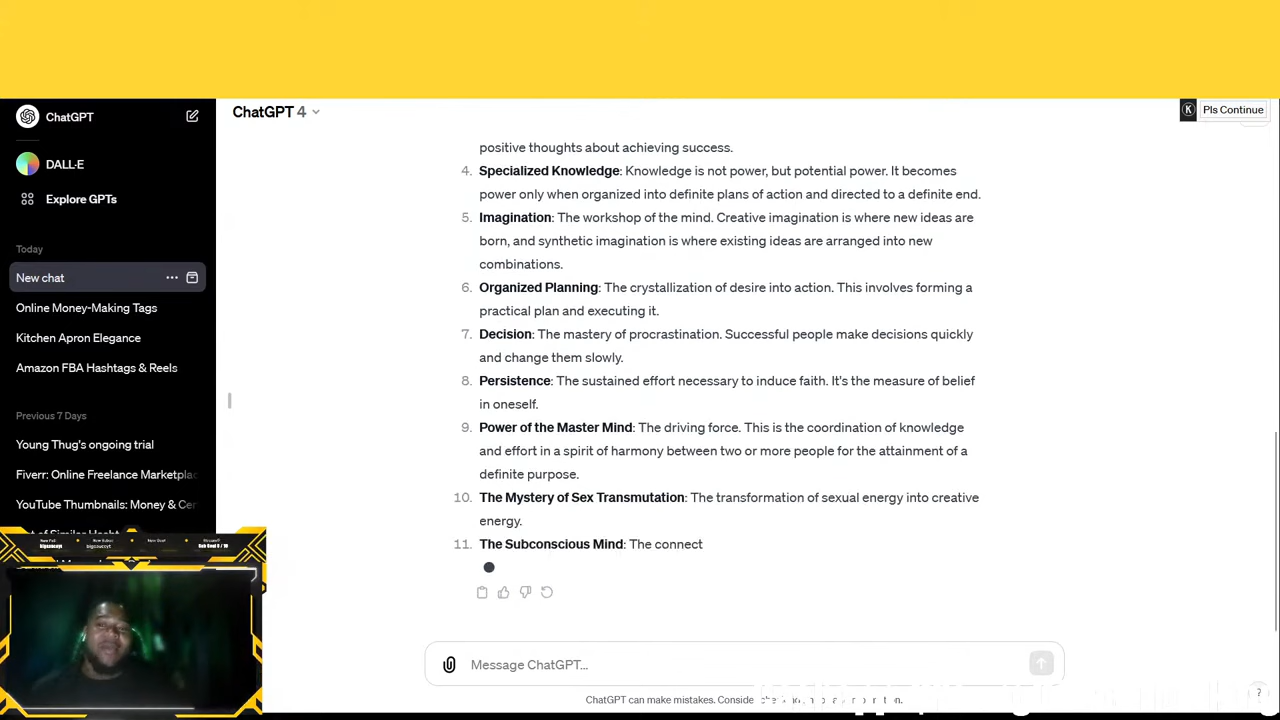 ChatGPT
ChatGPT 4
Pls Continue
DALL·E
Explore GPTs
Today
New chat
Online Money-Making Tags
Kitchen Apron Elegance
Amazon FBA Hashtags & Reels
Previous 7 Days
Young Thug's ongoing trial
Fiverr: Online Freelance Marketplac
YouTube Thumbnails: Money & Cer
positive thoughts about achieving success.
4. Specialized Knowledge: Knowledge is not power, but potential power. It becomes
power only when organized into definite plans of action and directed to a definite end.
5. Imagination: The workshop of the mind. Creative imagination is where new ideas are
born, and synthetic imagination is where existing ideas are arranged into new
combinations.
6. Organized Planning: The crystallization of desire into action. This involves forming a
practical plan and executing it.
7. Decision: The mastery of procrastination. Successful people make decisions quickly
and change them slowly.
8. Persistence: The sustained effort necessary to induce faith. It's the measure of belief
in oneself.
9. Power of the Master Mind: The driving force. This is the coordination of knowledge
and effort in a spirit of harmony between two or more people for the attainment of a
definite purpose.
10. The Mystery of Sex Transmutation: The transformation of sexual energy into creative
energy.
11. The Subconscious Mind: The connect
Message ChatGPT...
ChatGPT can make mistakes.